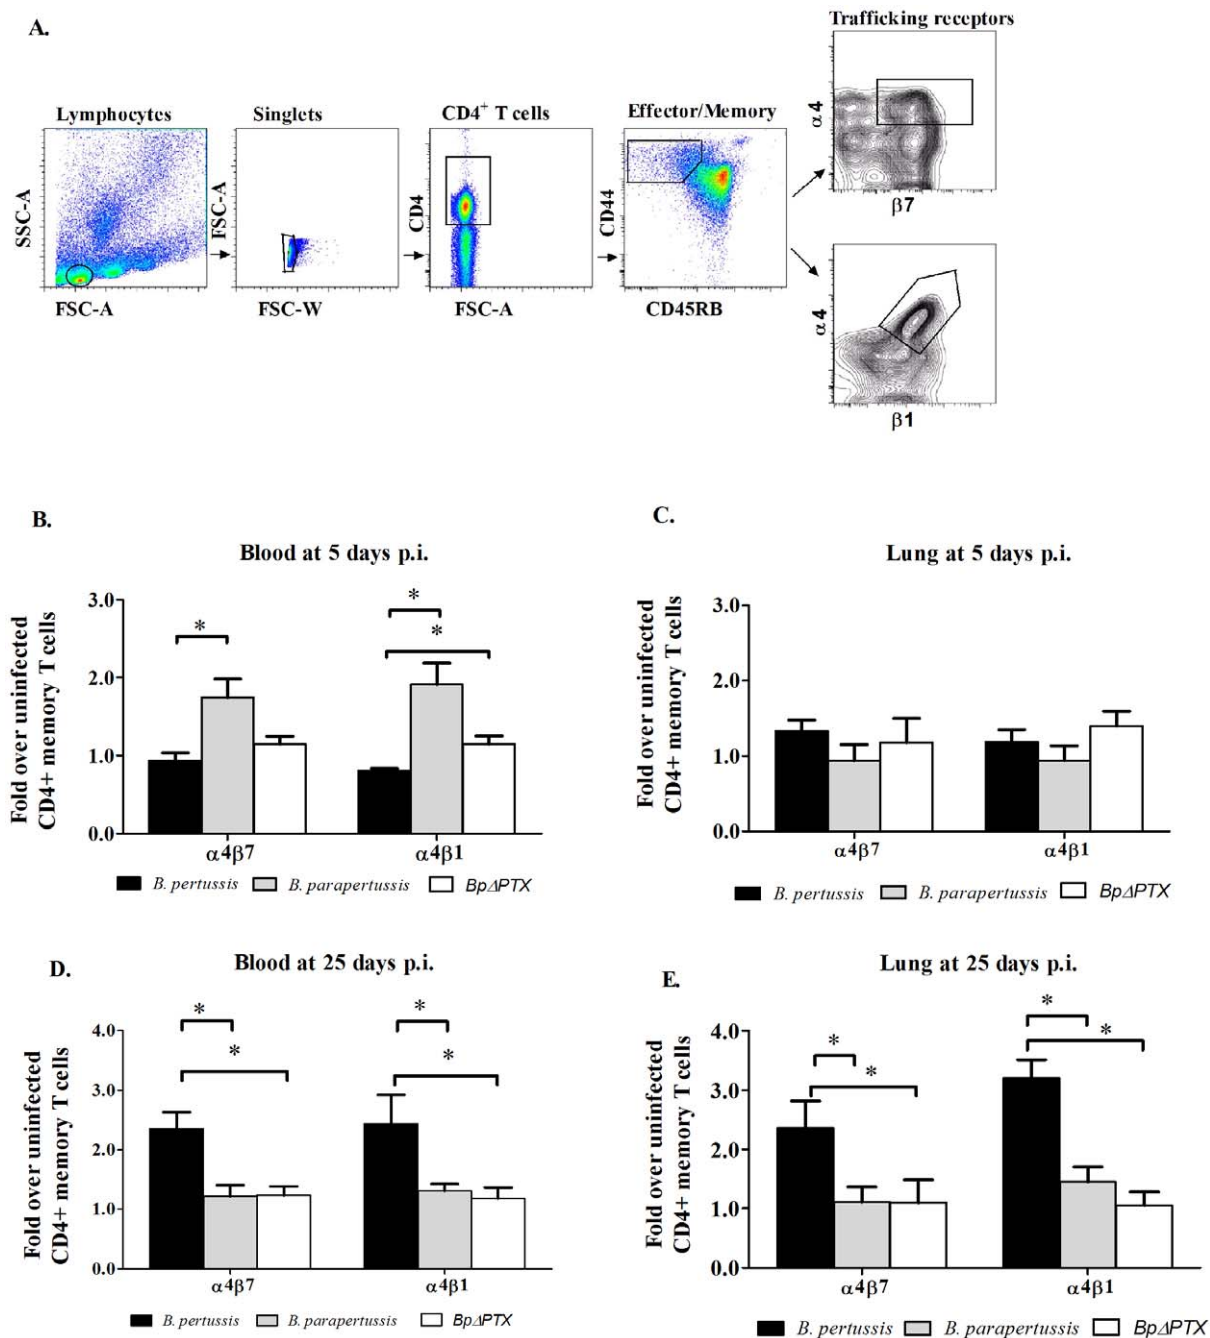 A.
Trafficking receptors
Lymphocytes
Singlets
CD4+ T cells
Effector/Memory
SSC-A
FSC-A
FSC-A
FSC-W
CD4
FSC-A
CD44
CD45RB
α4
β7
α4
β1
B.
Blood at 5 days p.i.
Fold over uninfected
CD4+ memory T cells
3.0
2.0
1.0
0.0
*
*
*
α4β7
α4β1
B. pertussis B. parapertussis BpΔPTX
C.
Lung at 5 days p.i.
Fold over uninfected
CD4+ memory T cells
3.0
2.0
1.0
0.0
α4β7
α4β1
B. pertussis B. parapertussis BpΔPTX
D.
Blood at 25 days p.i.
Fold over uninfected
CD4+ memory T cells
4.0
3.0
2.0
1.0
0.0
*
*
*
*
α4β7
α4β1
B. pertussis B. parapertussis BpΔPTX
E.
Lung at 25 days p.i.
Fold over uninfected
CD4+ memory T cells
4.0
3.0
2.0
1.0
0.0
*
*
*
*
α4β7
α4β1
B. pertussis B. parapertussis BpΔPTX